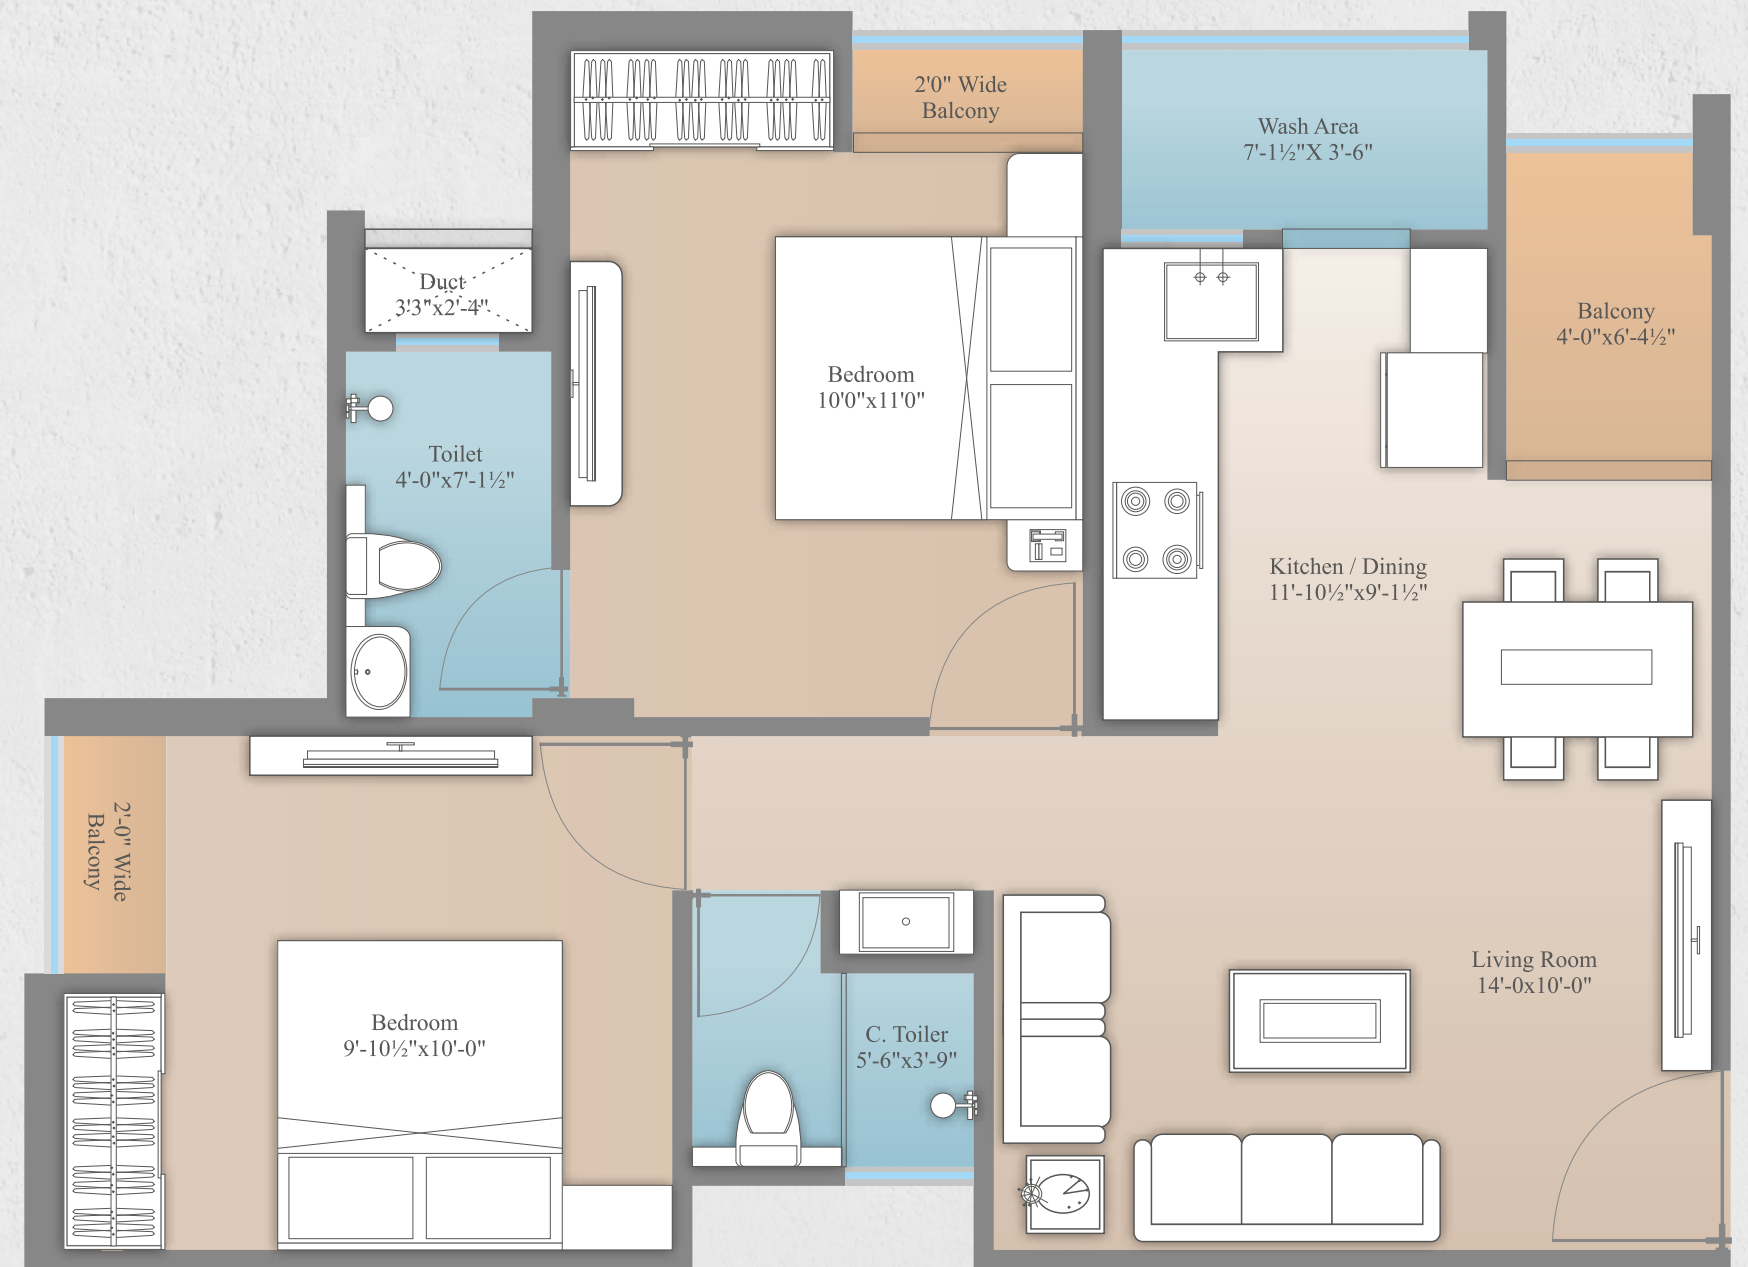 2'0" Wide
Balcony
Wash Area
7'-1½"X 3'-6"
Duct
3'3"x2'-4"
Balcony
4'-0"x6'-4½"
Bedroom
10'0"x11'0"
Toilet
4'-0"x7'-1½"
Kitchen / Dining
11'-10½"x9'-1½"
2'-0" Wide
Balcony
Living Room
14'-0x10'-0"
Bedroom
9'-10½"x10'-0"
C. Toiler
5'-6"x3'-9"